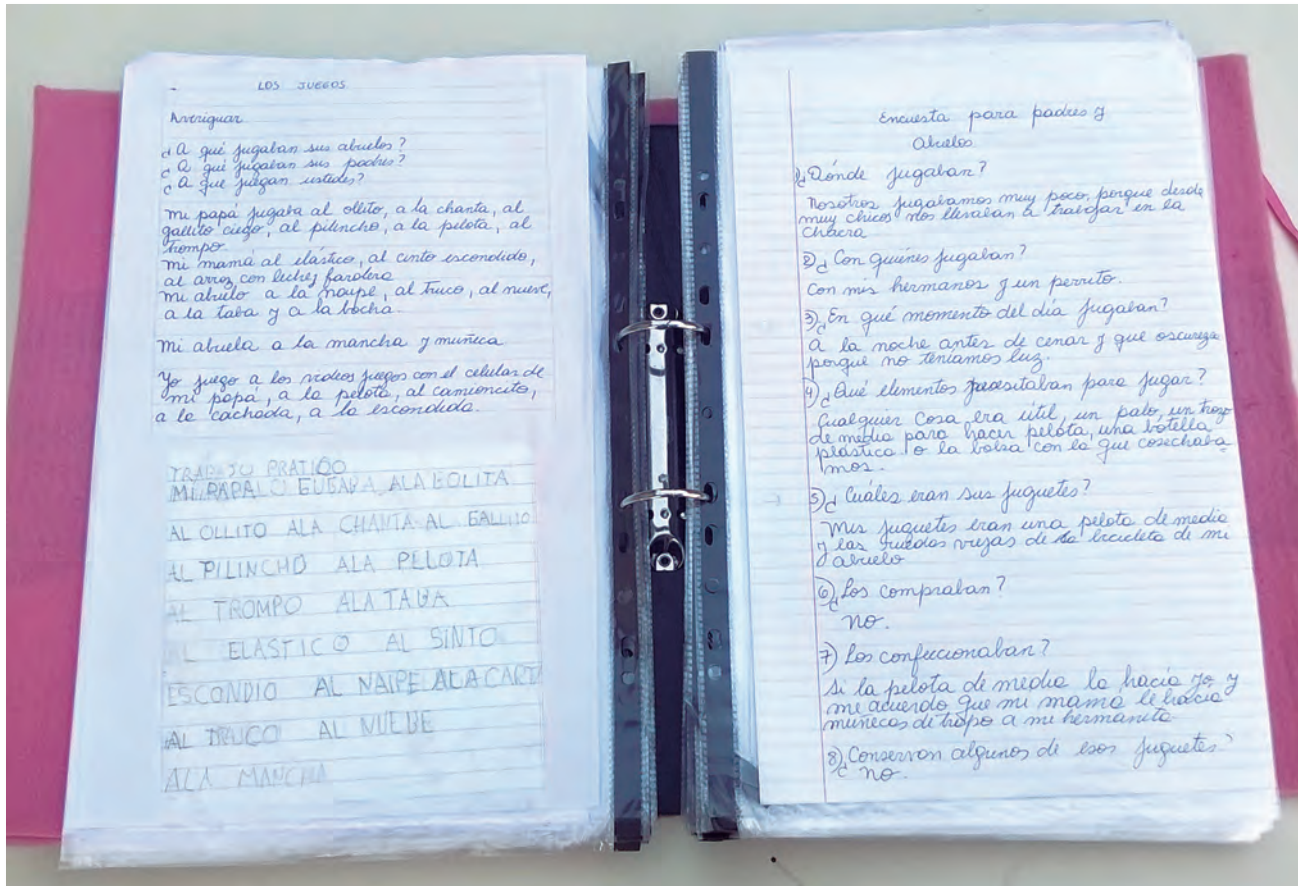 LOS JUEGOS
Averiguar
¿A qué jugaban sus abuelos?
¿A qué jugaban sus padres?
¿A que juegan ustedes?
Mi papá jugaba al ollito, a la chanta, al
gallito ciego, al pilincho, a la pelota, al
trompo.
Mi mamá al elástico, al cinto escondido,
al arroz con leche y farolera
Mi abuelo a la naipe, al truco, al nueve,
a la taba y a la bocha.
Mi abuela a la mancha y muñeca
Yo juego a los videos juegos con el celular de
mi papá, a la pelota, al camioncito,
a la cachada, a la escondida.
TRABAJO PRATICO
MI PAPALO EUGABA ALA BOLITA
AL OLLITO ALA CHANTA AL GALLITO
AL PILINCHO ALA PELOTA
AL TROMPO ALA TABA
AL ELASTICO AL SINTO
ESCONDIO AL NAIPE ALA CARTA
AL TRUCO AL NUEBE
ALA MANCHA
Encuesta para padres y
Abuelos
1) ¿Dónde jugaban?
Nosotros jugabamos muy poco, porque desde
muy chicos nos llevaban a trabajar en la
chacra
2) ¿Con quiénes jugaban?
Con mis hermanos y un perrito.
3) ¿En qué momento del día jugaban?
A la noche antes de cenar y que oscureza
porque no teníamos luz.
4) ¿Qué elementos necesitaban para jugar?
Cualquier cosa era útil, un palo, un trozo
de media para hacer pelota, una botella
plástica o la bolsa con la que cosechaba-
mos.
5) ¿Cuáles eran sus juguetes?
Mis juguetes eran una pelota de media
y las ruedas viejas de la bicicleta de mi
abuelo
6) ¿Los compraban?
No.
7) Los confeccionaban?
Si la pelota de media la hacía yo y
me acuerdo que mi mamá le hacía
muñecas de trapo a mi hermanita.
8) ¿Conservan algunos de esos juguetes?
No.